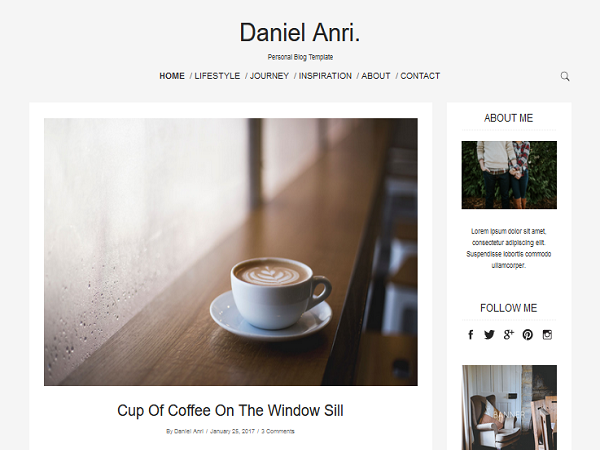 Daniel Anri.
Personal Blog Template
HOME / LIFESTYLE / JOURNEY / INSPIRATION / ABOUT / CONTACT
ABOUT ME
Lorem ipsum dolor sit amet,
consectetur adipiscing elit.
Suspendisse lobortis commodo
ullamcorper.
FOLLOW ME
BANNER
Cup Of Coffee On The Window Sill
By Daniel Anri / January 25, 2017 / 3 Comments